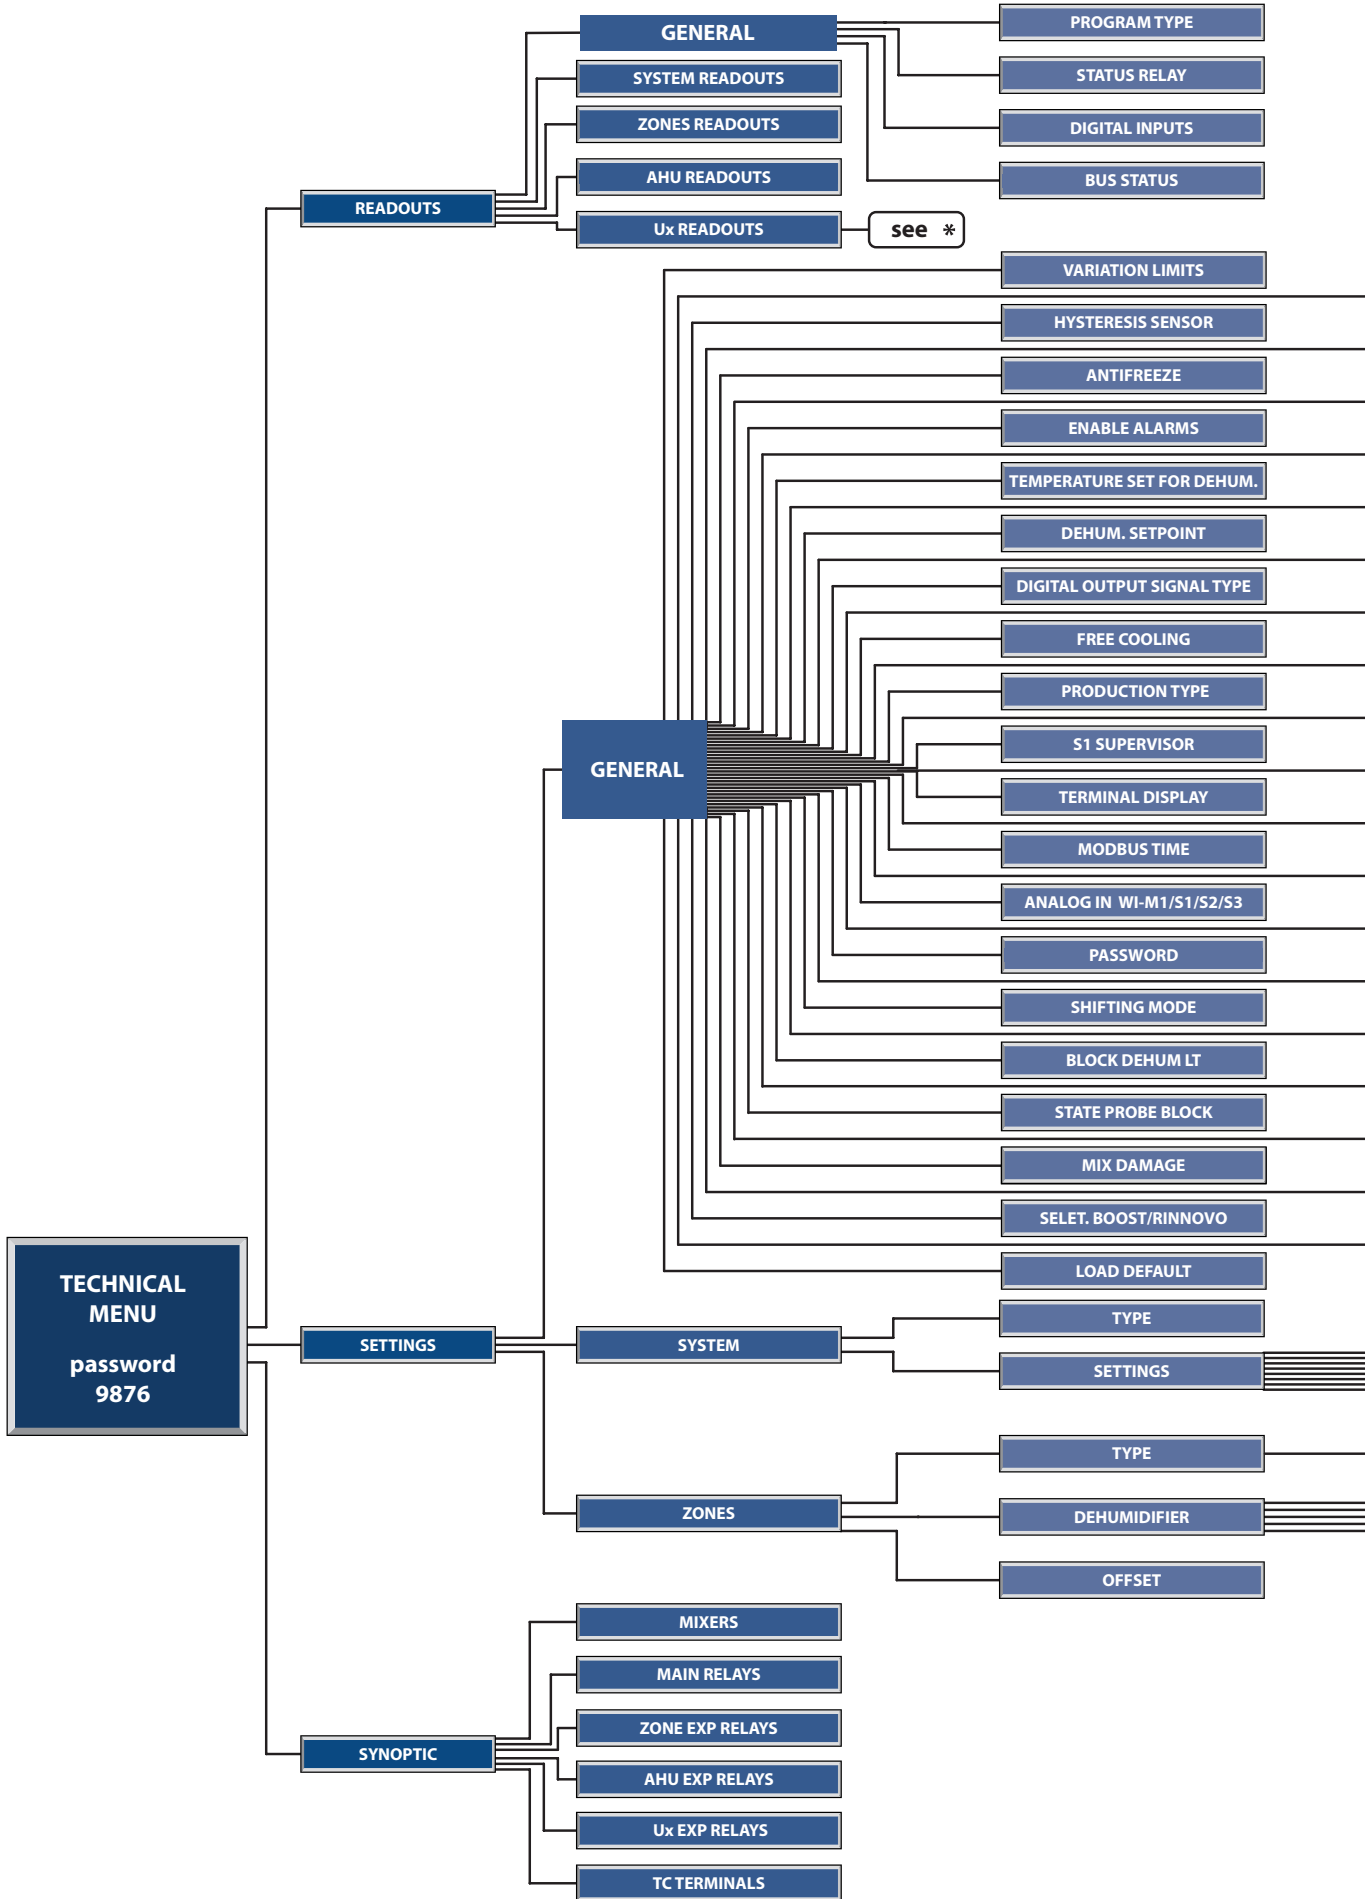 GENERAL
PROGRAM TYPE
SYSTEM READOUTS
STATUS RELAY
ZONES READOUTS
DIGITAL INPUTS
AHU READOUTS
BUS STATUS
READOUTS
Ux READOUTS
see *
VARIATION LIMITS
HYSTERESIS SENSOR
ANTIFREEZE
ENABLE ALARMS
TEMPERATURE SET FOR DEHUM.
DEHUM. SETPOINT
DIGITAL OUTPUT SIGNAL TYPE
FREE COOLING
PRODUCTION TYPE
S1 SUPERVISOR
GENERAL
TERMINAL DISPLAY
MODBUS TIME
ANALOG IN WI-M1/S1/S2/S3
PASSWORD
SHIFTING MODE
BLOCK DEHUM LT
STATE PROBE BLOCK
MIX DAMAGE
SELET. BOOST/RINNOVO
LOAD DEFAULT
TECHNICAL
MENU
password
9876
SETTINGS
SYSTEM
TYPE
SETTINGS
ZONES
TYPE
DEHUMIDIFIER
OFFSET
SYNOPTIC
MIXERS
MAIN RELAYS
ZONE EXP RELAYS
AHU EXP RELAYS
Ux EXP RELAYS
TC TERMINALS